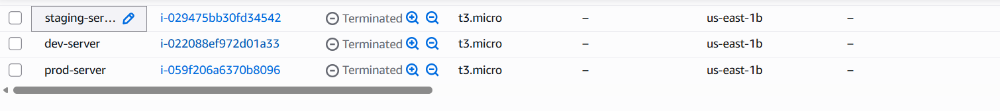 staging-ser... i-029475bb30fd34542 Terminated t3.micro – us-east-1b –
dev-server i-022088ef972d01a33 Terminated t3.micro – us-east-1b –
prod-server i-059f206a6370b8096 Terminated t3.micro – us-east-1b –